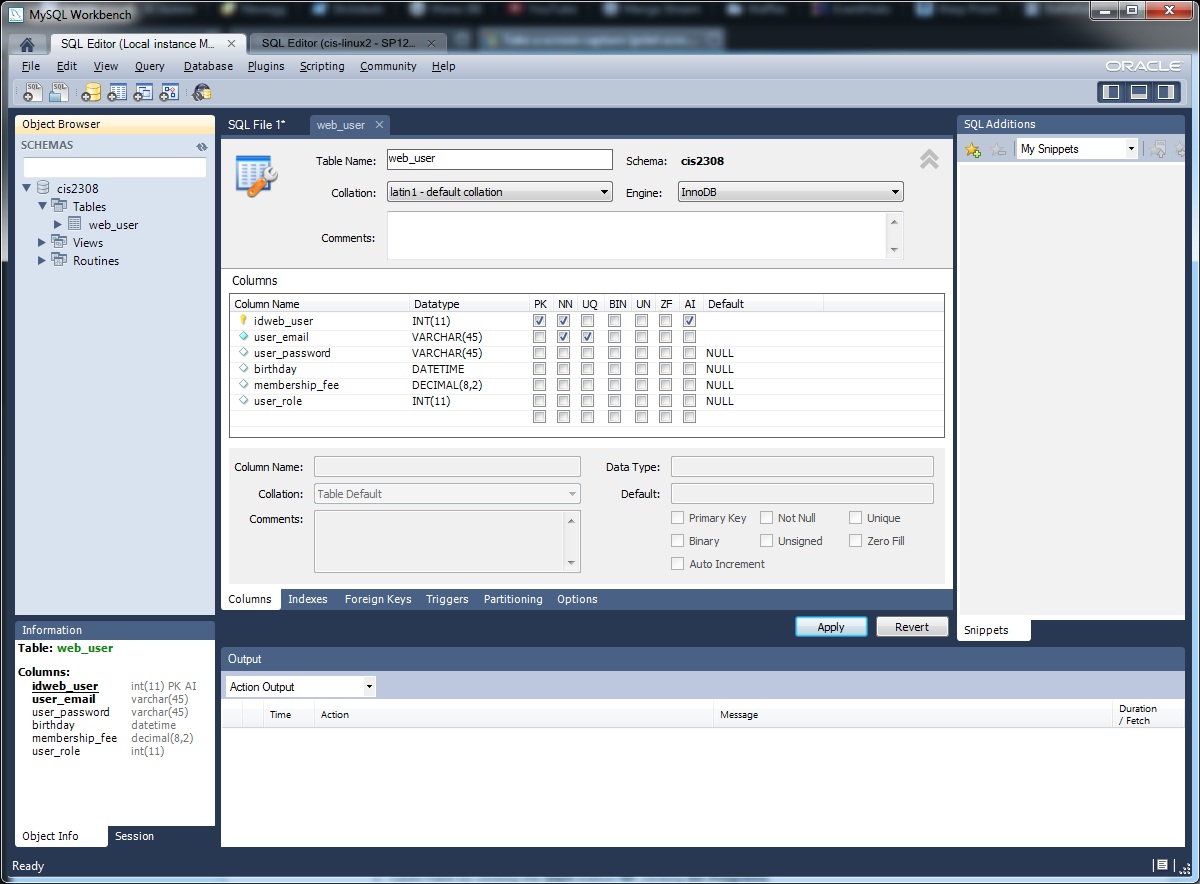 MySQL Workbench
SQL Editor (Local instance M...
SQL Editor (cis-linux2 - SP12...
File Edit View Query Database Plugins Scripting Community Help
ORACLE
Object Browser
SCHEMAS
cis2308
Tables
web_user
Views
Routines
SQL File 1*
web_user
Table Name: web_user
Schema: cis2308
Collation: latin1 - default collation
Engine: InnoDB
Comments:
Columns
Column Name Datatype PK NN UQ BIN UN ZF AI Default
idweb_user INT(11)
user_email VARCHAR(45)
user_password VARCHAR(45) NULL
birthday DATETIME NULL
membership_fee DECIMAL(8,2) NULL
user_role INT(11) NULL
Column Name:
Data Type:
Collation: Table Default
Default:
Comments:
Primary Key Not Null Unique
Binary Unsigned Zero Fill
Auto Increment
Columns Indexes Foreign Keys Triggers Partitioning Options
Apply Revert
SQL Additions
My Snippets
Snippets
Information
Table: web_user
Columns:
idweb_user int(11) PK AI
user_email varchar(45)
user_password varchar(45)
birthday datetime
membership_fee decimal(8,2)
user_role int(11)
Object Info Session
Output
Action Output
Time Action Message Duration / Fetch
Ready